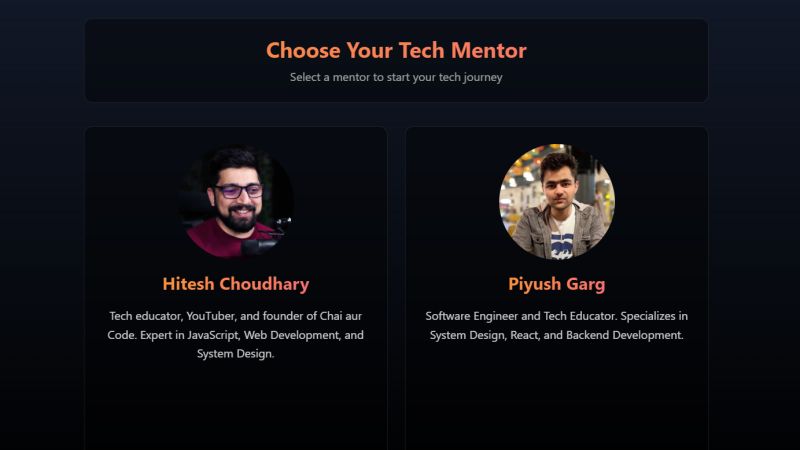 Choose Your Tech Mentor
Select a mentor to start your tech journey
Hitesh Choudhary
Tech educator, YouTuber, and founder of Chai aur
Code. Expert in JavaScript, Web Development, and
System Design.
Piyush Garg
Software Engineer and Tech Educator. Specializes in
System Design, React, and Backend Development.